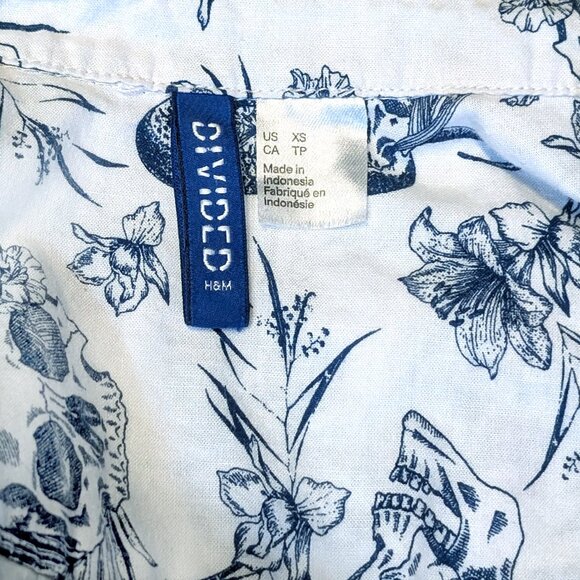 DIVIDED
H&M
US XS
CA TP
Made in
Indonesia
Fabriqué en
Indonésie